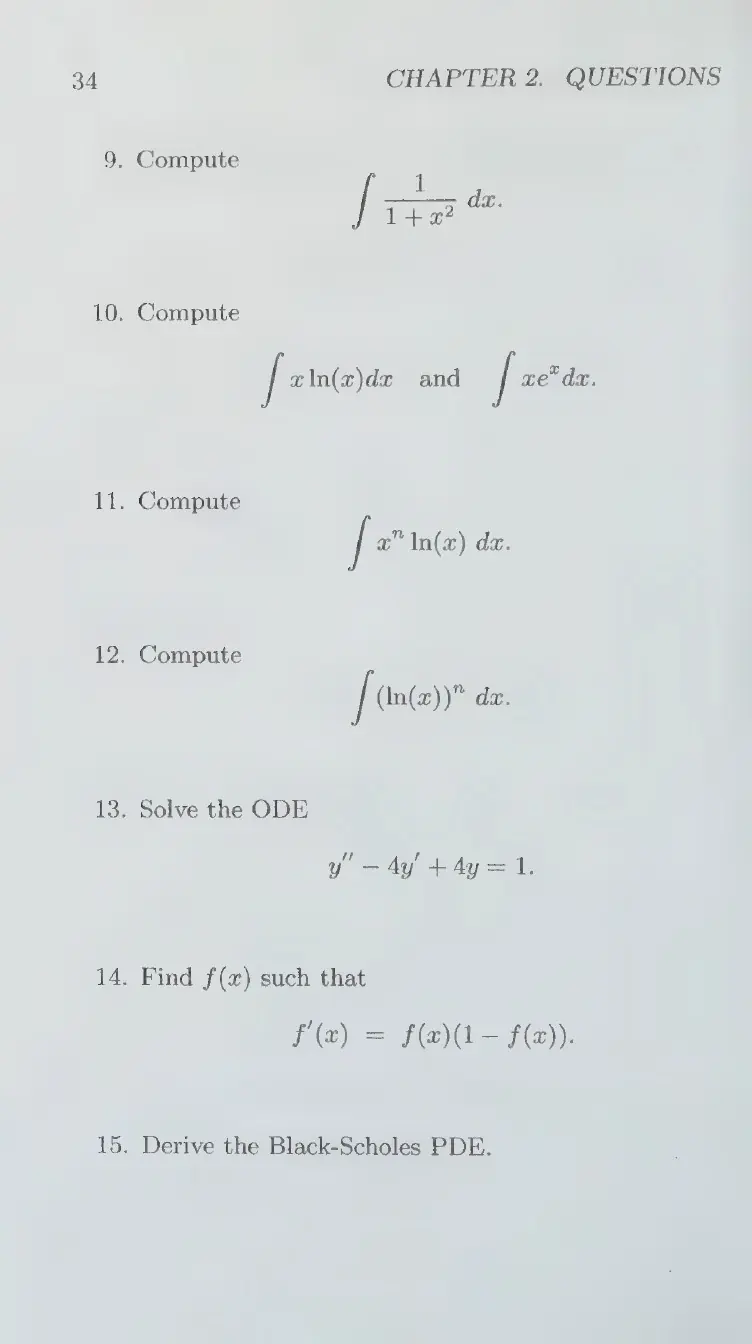 34 CHAPTER 2. QUESTIONS
9. Compute
∫ 1/(1 + x²) dx.
10. Compute
∫ x ln(x)dx and ∫ xeˣdx.
11. Compute
∫ xⁿ ln(x) dx.
12. Compute
∫ (ln(x))ⁿ dx.
13. Solve the ODE
y″ − 4y′ + 4y = 1.
14. Find f(x) such that
f′(x) = f(x)(1 − f(x)).
15. Derive the Black-Scholes PDE.